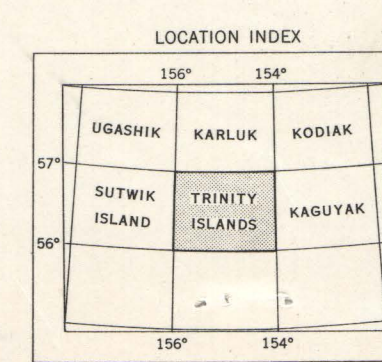 LOCATION INDEX
156° 154°
UGASHIK KARLUK KODIAK
57°
SUTWIK ISLAND TRINITY ISLANDS KAGUYAK
56°
156° 154°